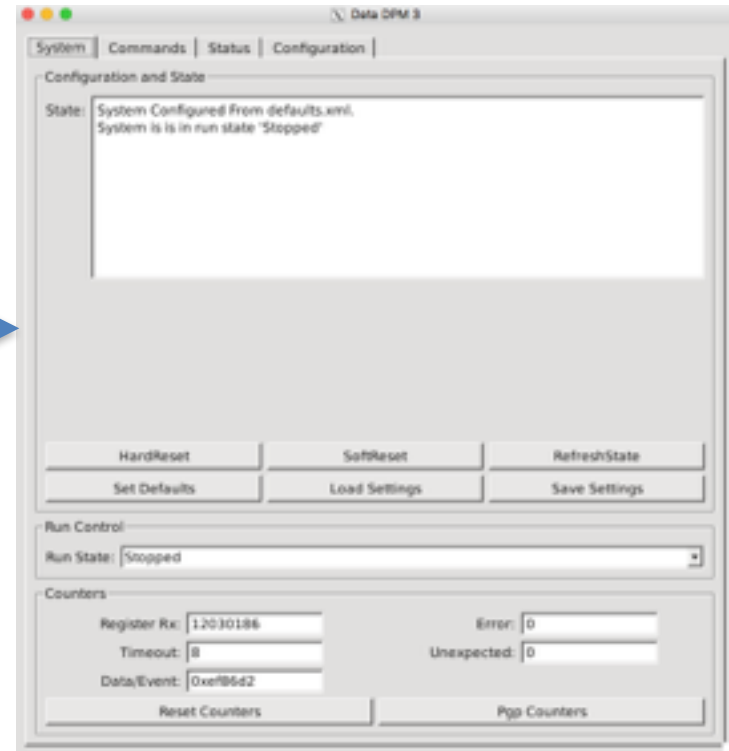 Data DPM 3
System Commands Status Configuration
Configuration and State
State: System Configured From defaults.xml.
System is is in run state 'Stopped'
HardReset SoftReset RefreshState
Set Defaults Load Settings Save Settings
Run Control
Run State: Stopped
Counters
Register Rx: 12030186 Error: 0
Timeout: 8 Unexpected: 0
Data/Event: 0xef86d2
Reset Counters Pgp Counters